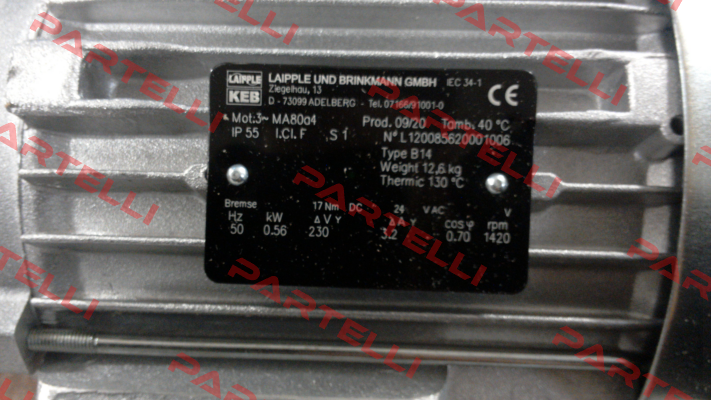 LAIPPLE
KEB
LAIPPLE UND BRINKMANN GMBH IEC 34-1
Ziegelhau, 13
D - 73099 ADELBERG - Tel. 07166/91001-0
CE
Mot:3~ MA80a4 Prod. 09/20 Tamb. 40 °C
IP 55 I.Cl. F S 1 N° L120085620001006
Type B14
Weight 12,6 kg
Thermic 130 °C
Bremse 17 Nm DC 24 VAC V
Hz kW Δ V Y Δ A Y cos φ rpm
50 0.56 230 3.2 0.70 1420
PARTELLI
PARTELLI
PARTELLI
PARTELLI
PARTELLI
PARTELLI